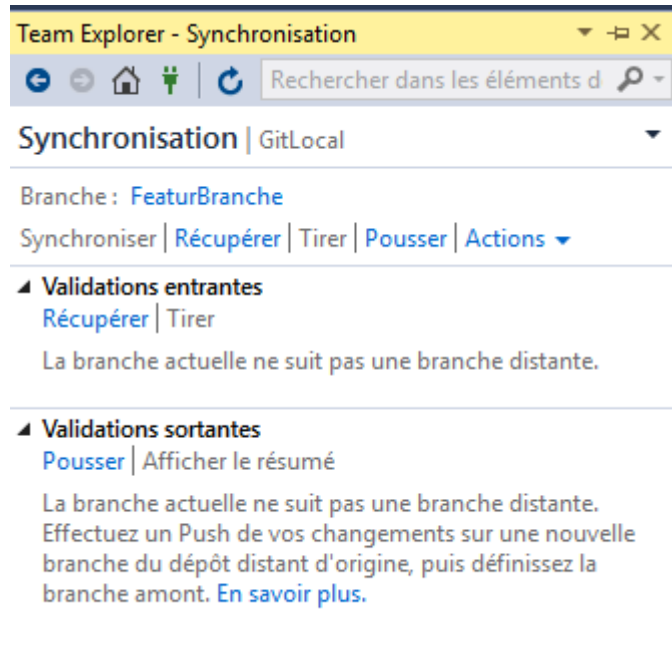 Team Explorer - Synchronisation
Rechercher dans les éléments d
Synchronisation | GitLocal
Branche : FeaturBranche
Synchroniser | Récupérer | Tirer | Pousser | Actions
Validations entrantes
Récupérer | Tirer
La branche actuelle ne suit pas une branche distante.
Validations sortantes
Pousser | Afficher le résumé
La branche actuelle ne suit pas une branche distante.
Effectuez un Push de vos changements sur une nouvelle
branche du dépôt distant d'origine, puis définissez la
branche amont. En savoir plus.